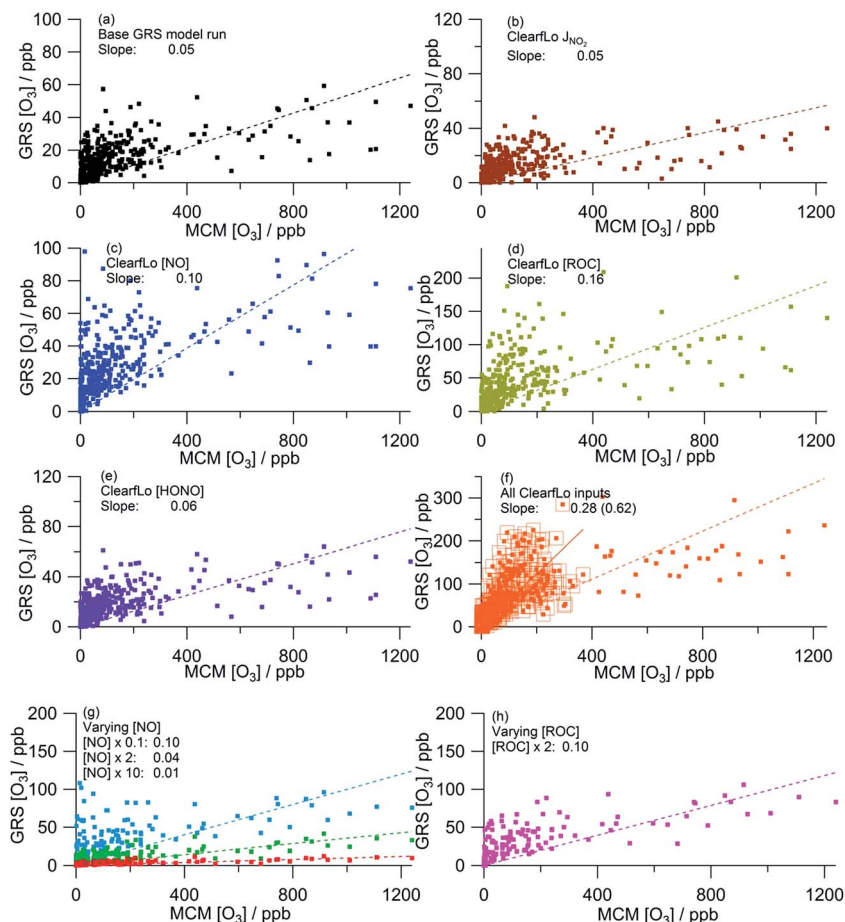 (a)
Base GRS model run
Slope: 0.05
GRS [O3] / ppb
100
80
60
40
20
0
0 400 800 1200
MCM [O3] / ppb
(b)
ClearfLo JNO2
Slope: 0.05
GRS [O3] / ppb
120
80
40
0
0 400 800 1200
MCM [O3] / ppb
(c)
ClearfLo [NO]
Slope: 0.10
GRS [O3] / ppb
100
80
60
40
20
0
0 400 800 1200
MCM [O3] / ppb
(d)
ClearfLo [ROC]
Slope: 0.16
GRS [O3] / ppb
200
150
100
50
0
0 400 800 1200
MCM [O3] / ppb
(e)
ClearfLo [HONO]
Slope: 0.06
GRS [O3] / ppb
120
80
40
0
0 400 800 1200
MCM [O3] / ppb
(f)
All ClearfLo inputs
Slope: 0.28 (0.62)
GRS [O3] / ppb
300
200
100
0
0 400 800 1200
MCM [O3] / ppb
(g)
Varying [NO]
[NO] x 0.1: 0.10
[NO] x 2: 0.04
[NO] x 10: 0.01
GRS [O3] / ppb
200
150
100
50
0
0 400 800 1200
MCM [O3] / ppb
(h)
Varying [ROC]
[ROC] x 2: 0.10
GRS [O3] / ppb
200
150
100
50
0
0 400 800 1200
MCM [O3] / ppb